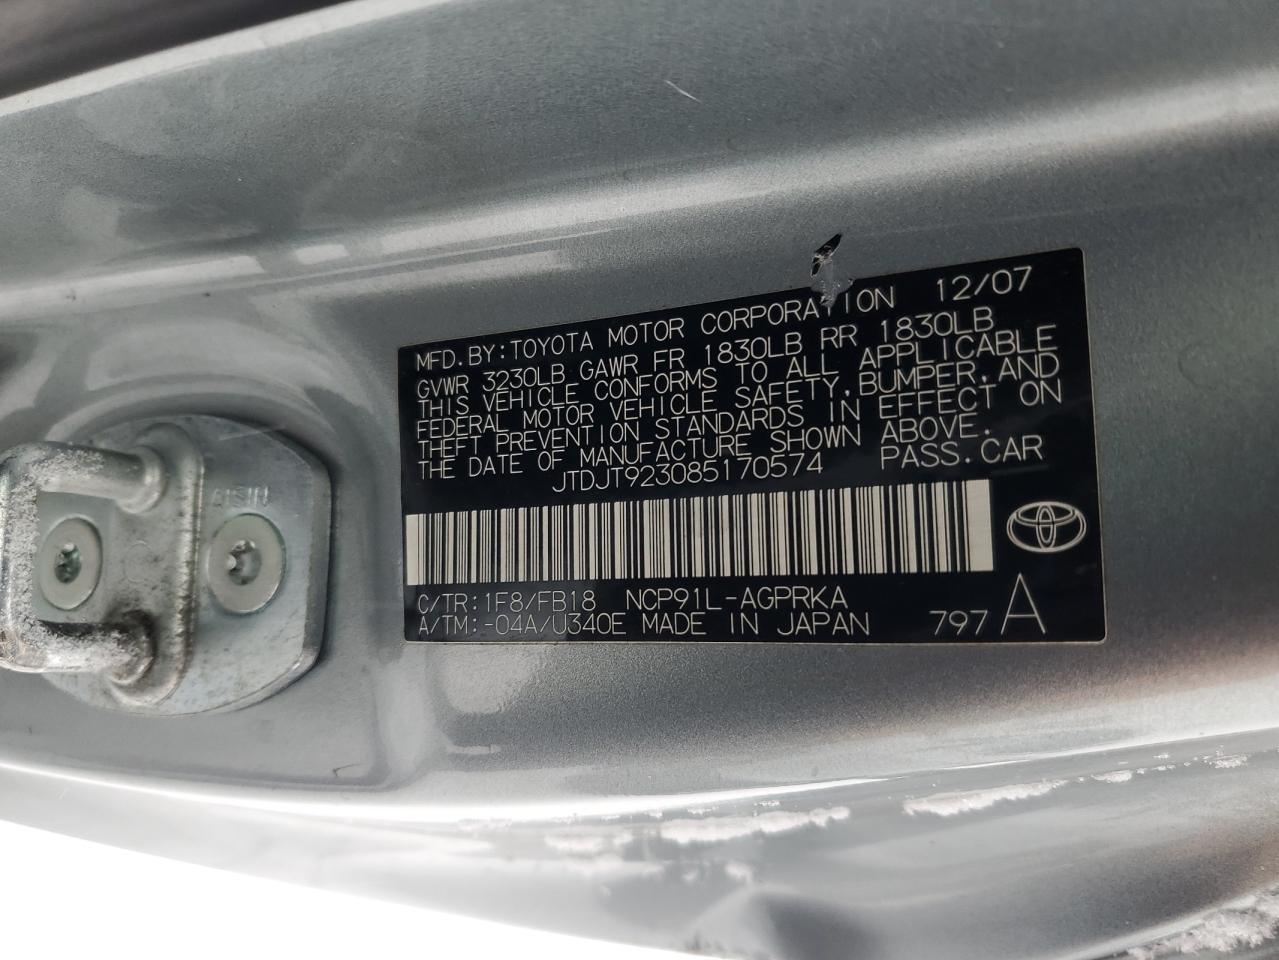 MFD.BY:TOYOTA MOTOR CORPORATION 12/07
GVWR 3230LB GAWR FR 1830LB RR 1830LB
THIS VEHICLE CONFORMS TO ALL APPLICABLE
FEDERAL MOTOR VEHICLE SAFETY,BUMPER,AND
THEFT PREVENTION STANDARDS IN EFFECT ON
THE DATE OF MANUFACTURE SHOWN ABOVE.
JTDJT923085170574 PASS.CAR
AISIN
C/TR:1F8/FB18 NCP91L-AGPRKA
A/TM:-04A/U340E MADE IN JAPAN 797 A